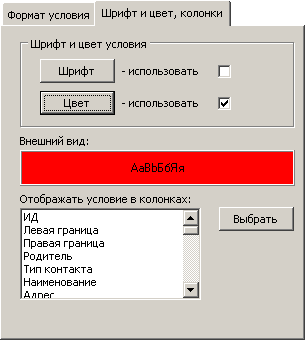 Формат условия
Шрифт и цвет, колонки
Шрифт и цвет условия
Шрифт - использовать
Цвет - использовать
Внешний вид:
АаВЬБбЯя
Отображать условие в колонках:
ИД
Левая граница
Правая граница
Родитель
Тип контакта
Наименование
Адрес
Выбрать